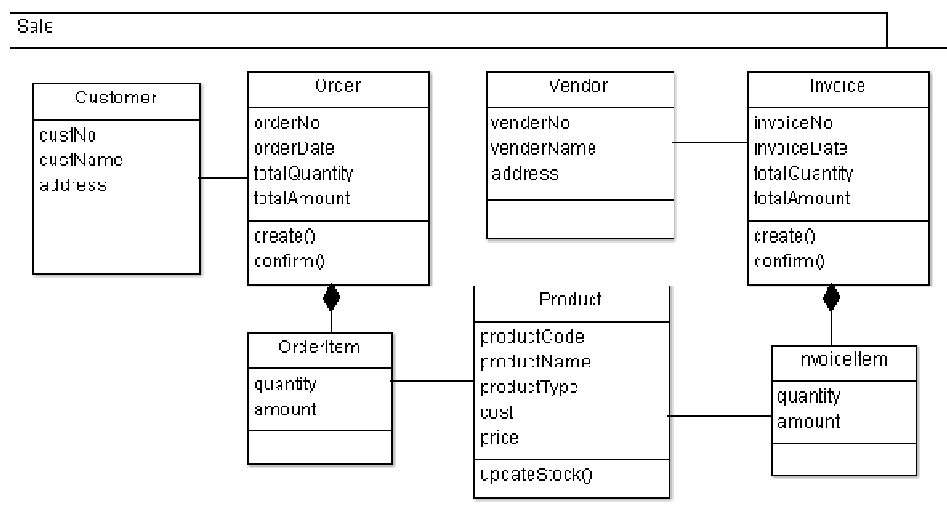 Sale
Customer
custNo
custName
address
Order
orderNo
orderDate
totalQuantity
totalAmount
create()
confirm()
Vendor
venderNo
venderName
address
Invoice
invoiceNo
invoiceDate
totalQuantity
totalAmount
create()
confirm()
OrderItem
quantity
amount
Product
productCode
productName
productType
cost
price
updateStock()
InvoiceItem
quantity
amount